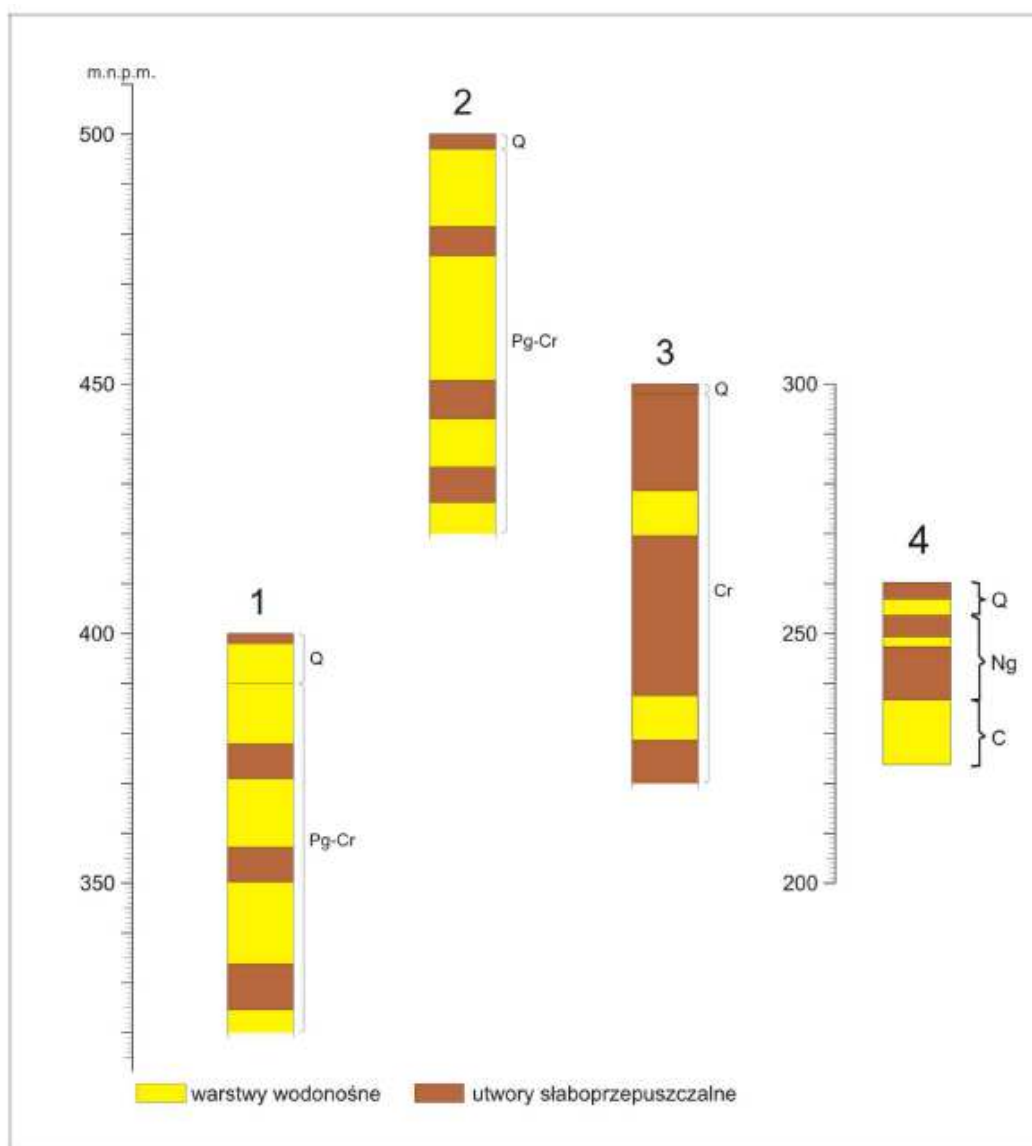 m.n.p.m.
500
2
Q
Pg-Cr
450
3
Q
300
Cr
4
Q
400
1
Q
250
Ng
C
Pg-Cr
350
200
warstwy wodonośne
utwory słaboprzepuszczalne